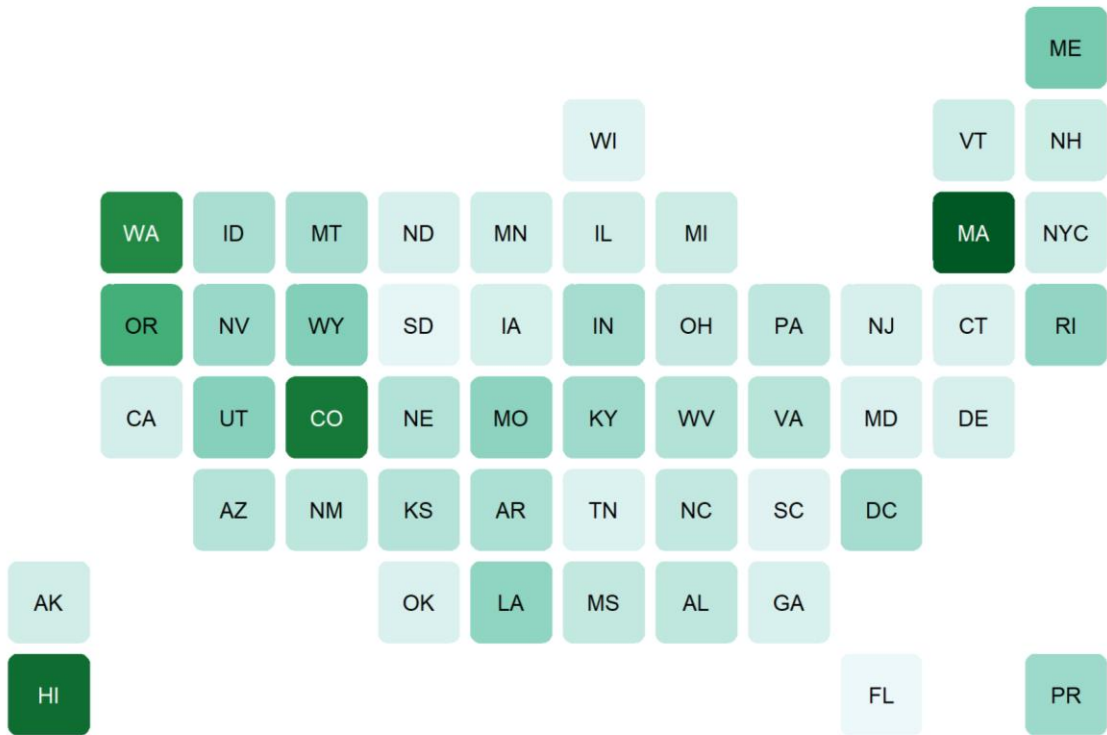 ME
WI VT NH
WA ID MT ND MN IL MI MA NYC
OR NV WY SD IA IN OH PA NJ CT RI
CA UT CO NE MO KY WV VA MD DE
AZ NM KS AR TN NC SC DC
AK OK LA MS AL GA
HI FL PR